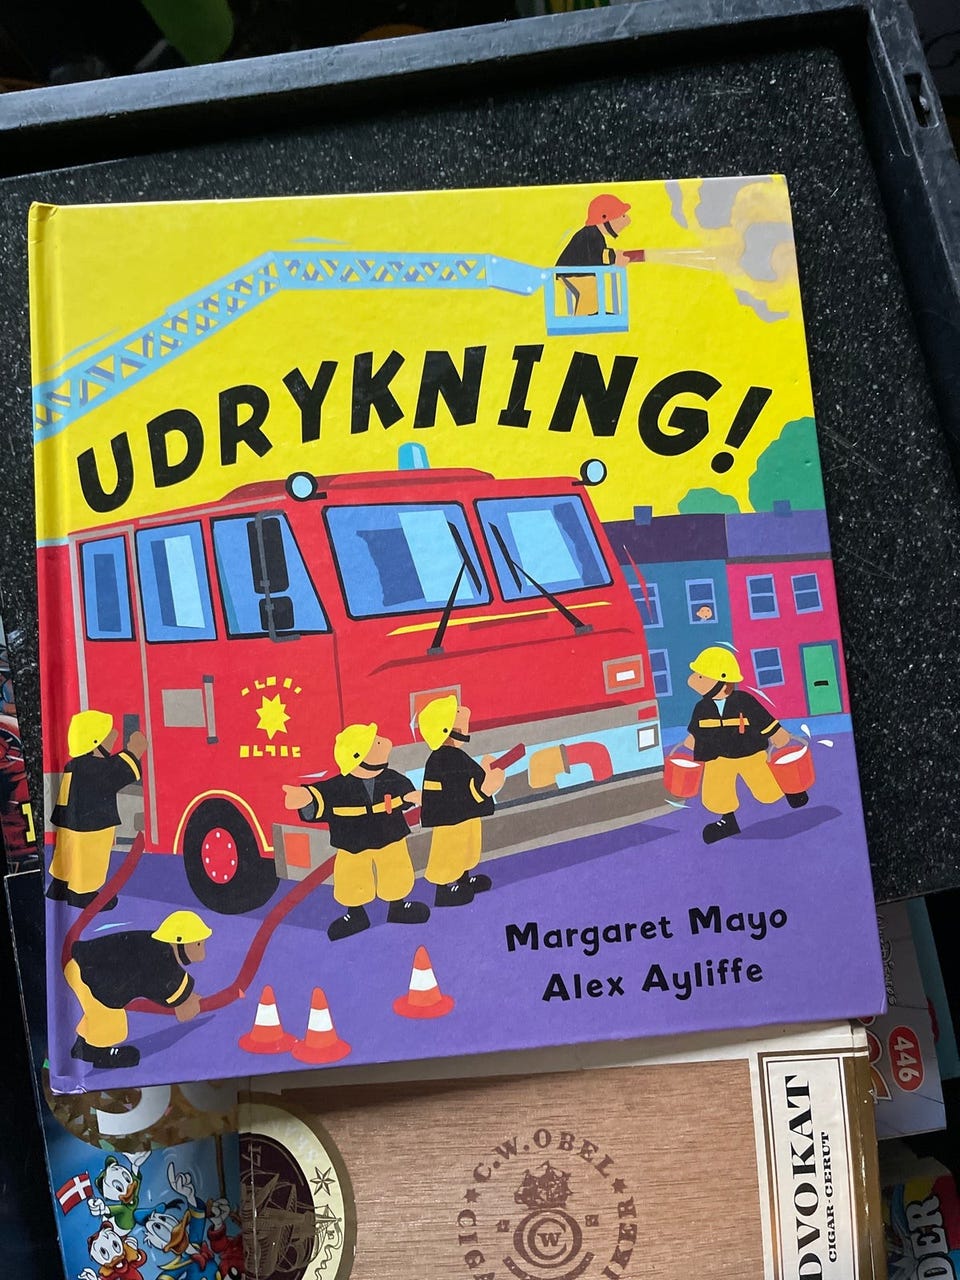 UDRYKNING!
Margaret Mayo
Alex Ayliffe
446
C.W. OBEL
DVOKAT
CIGAR·CERUT